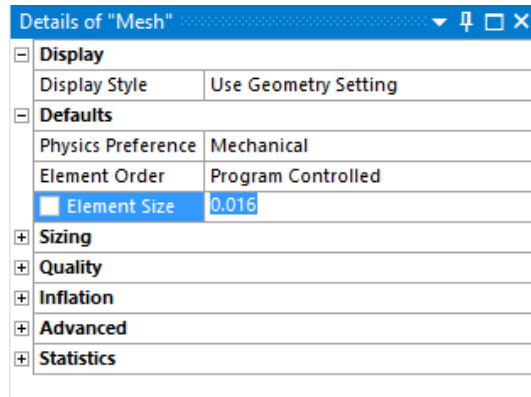 Details of "Mesh"
Display
Display Style Use Geometry Setting
Defaults
Physics Preference Mechanical
Element Order Program Controlled
Element Size 0.016
Sizing
Quality
Inflation
Advanced
Statistics